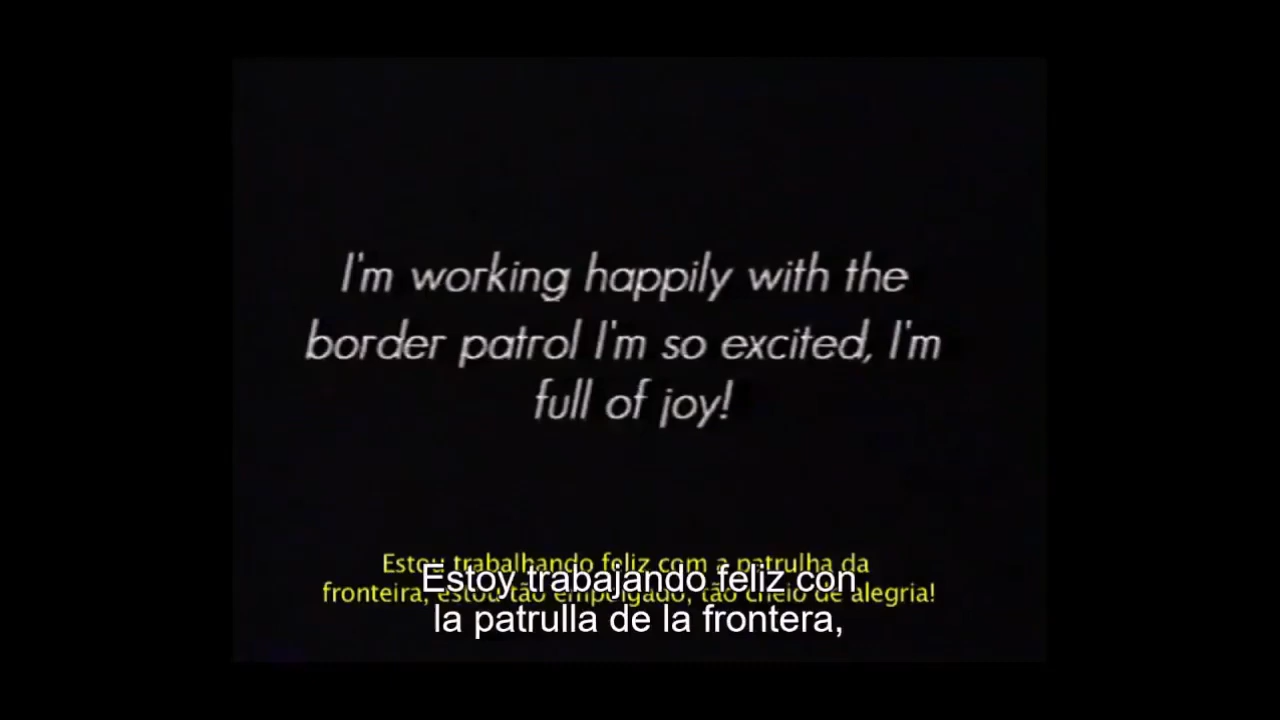 I'm working happily with the
border patrol I'm so excited, I'm
full of joy!
Estou trabalhando feliz com a patrulha da
fronteira, estou tão empolgado, tão cheio de alegria!
Estoy trabajando feliz con
la patrulla de la frontera,